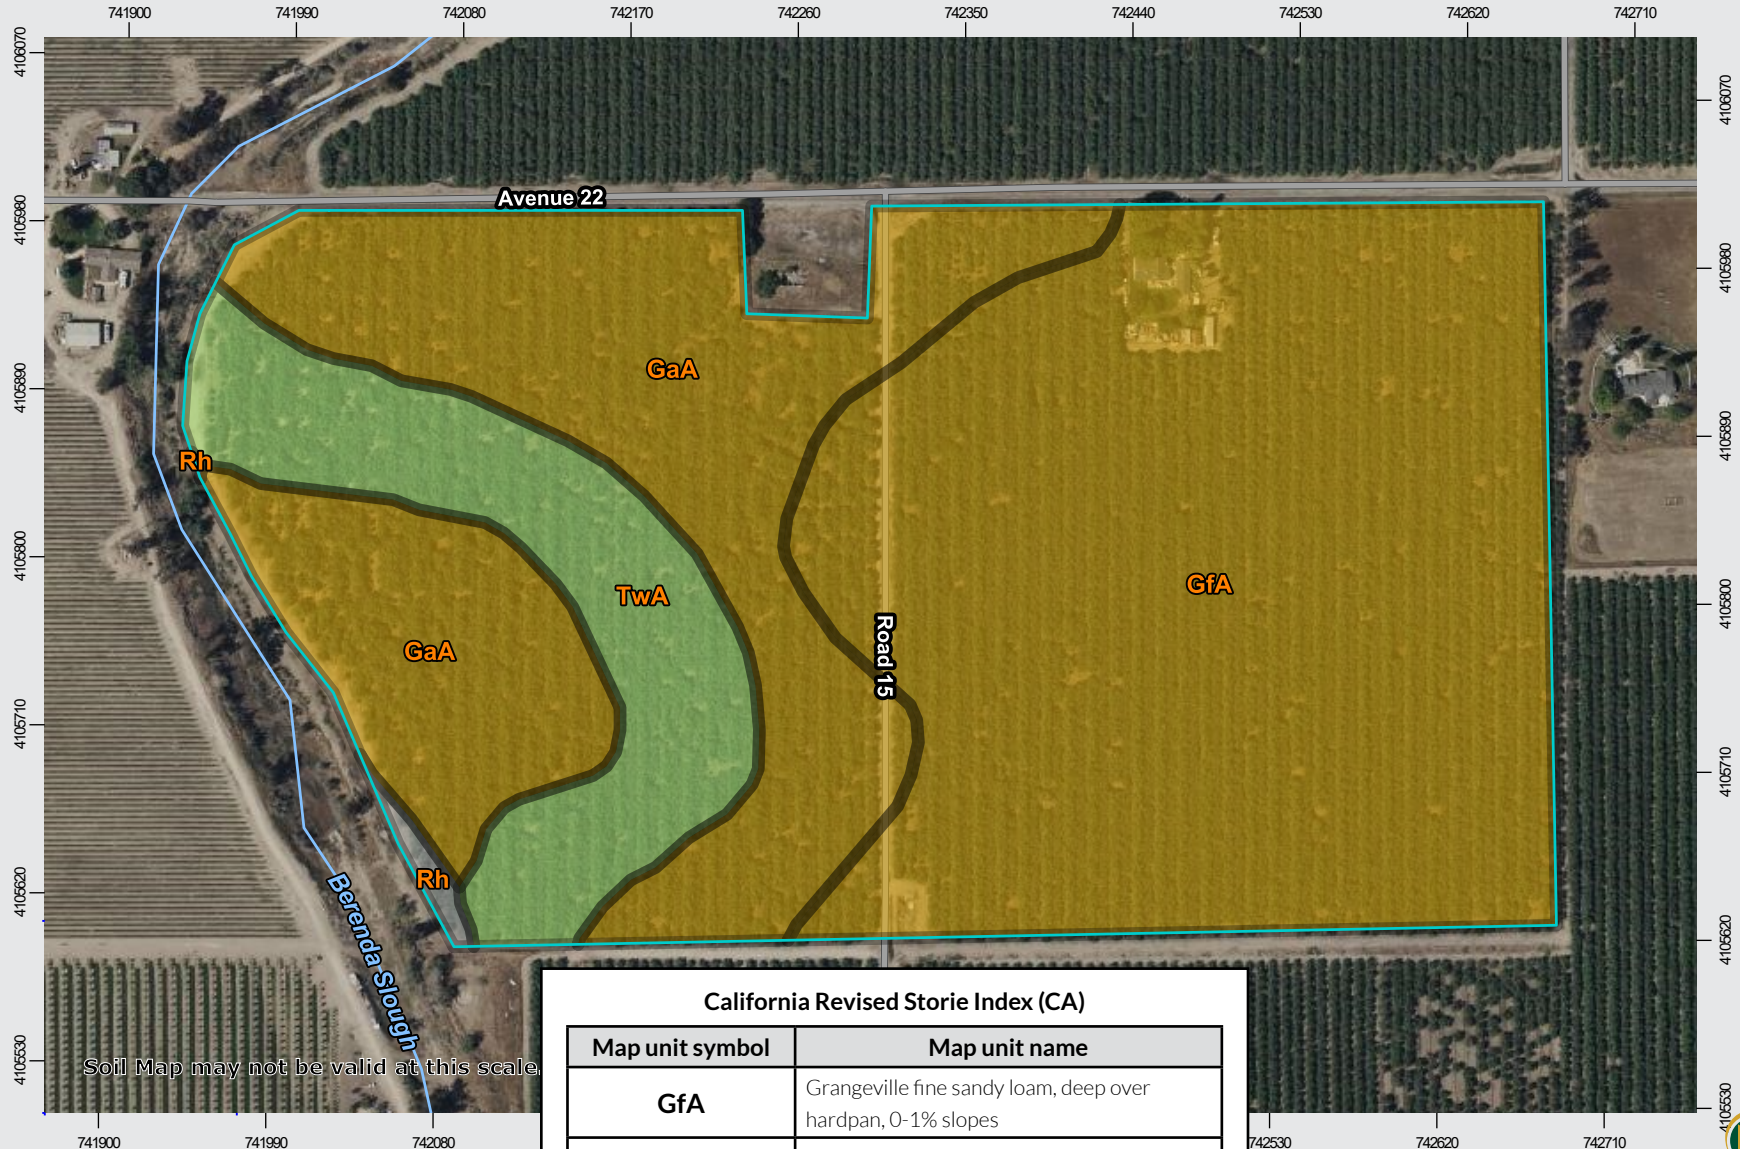 741900 741990 742080 742170 742260 742350 742440 742530 742620 742710
4106070
4106070
Avenue 22
4105980
4105980
GaA
4105890
4105890
Rh
4105800
4105800
GfA
TwA
Road 15
GaA
4105710
4105710
Rh
4105620
4105620
Berenda Slough
California Revised Storie Index (CA)
Map unit symbol Map unit name
Soil Map may not be valid at this scale.
4105530
4105530
GfA Grangeville fine sandy loam, deep over
hardpan, 0-1% slopes
741900 741990 742080 742530 742620 742710